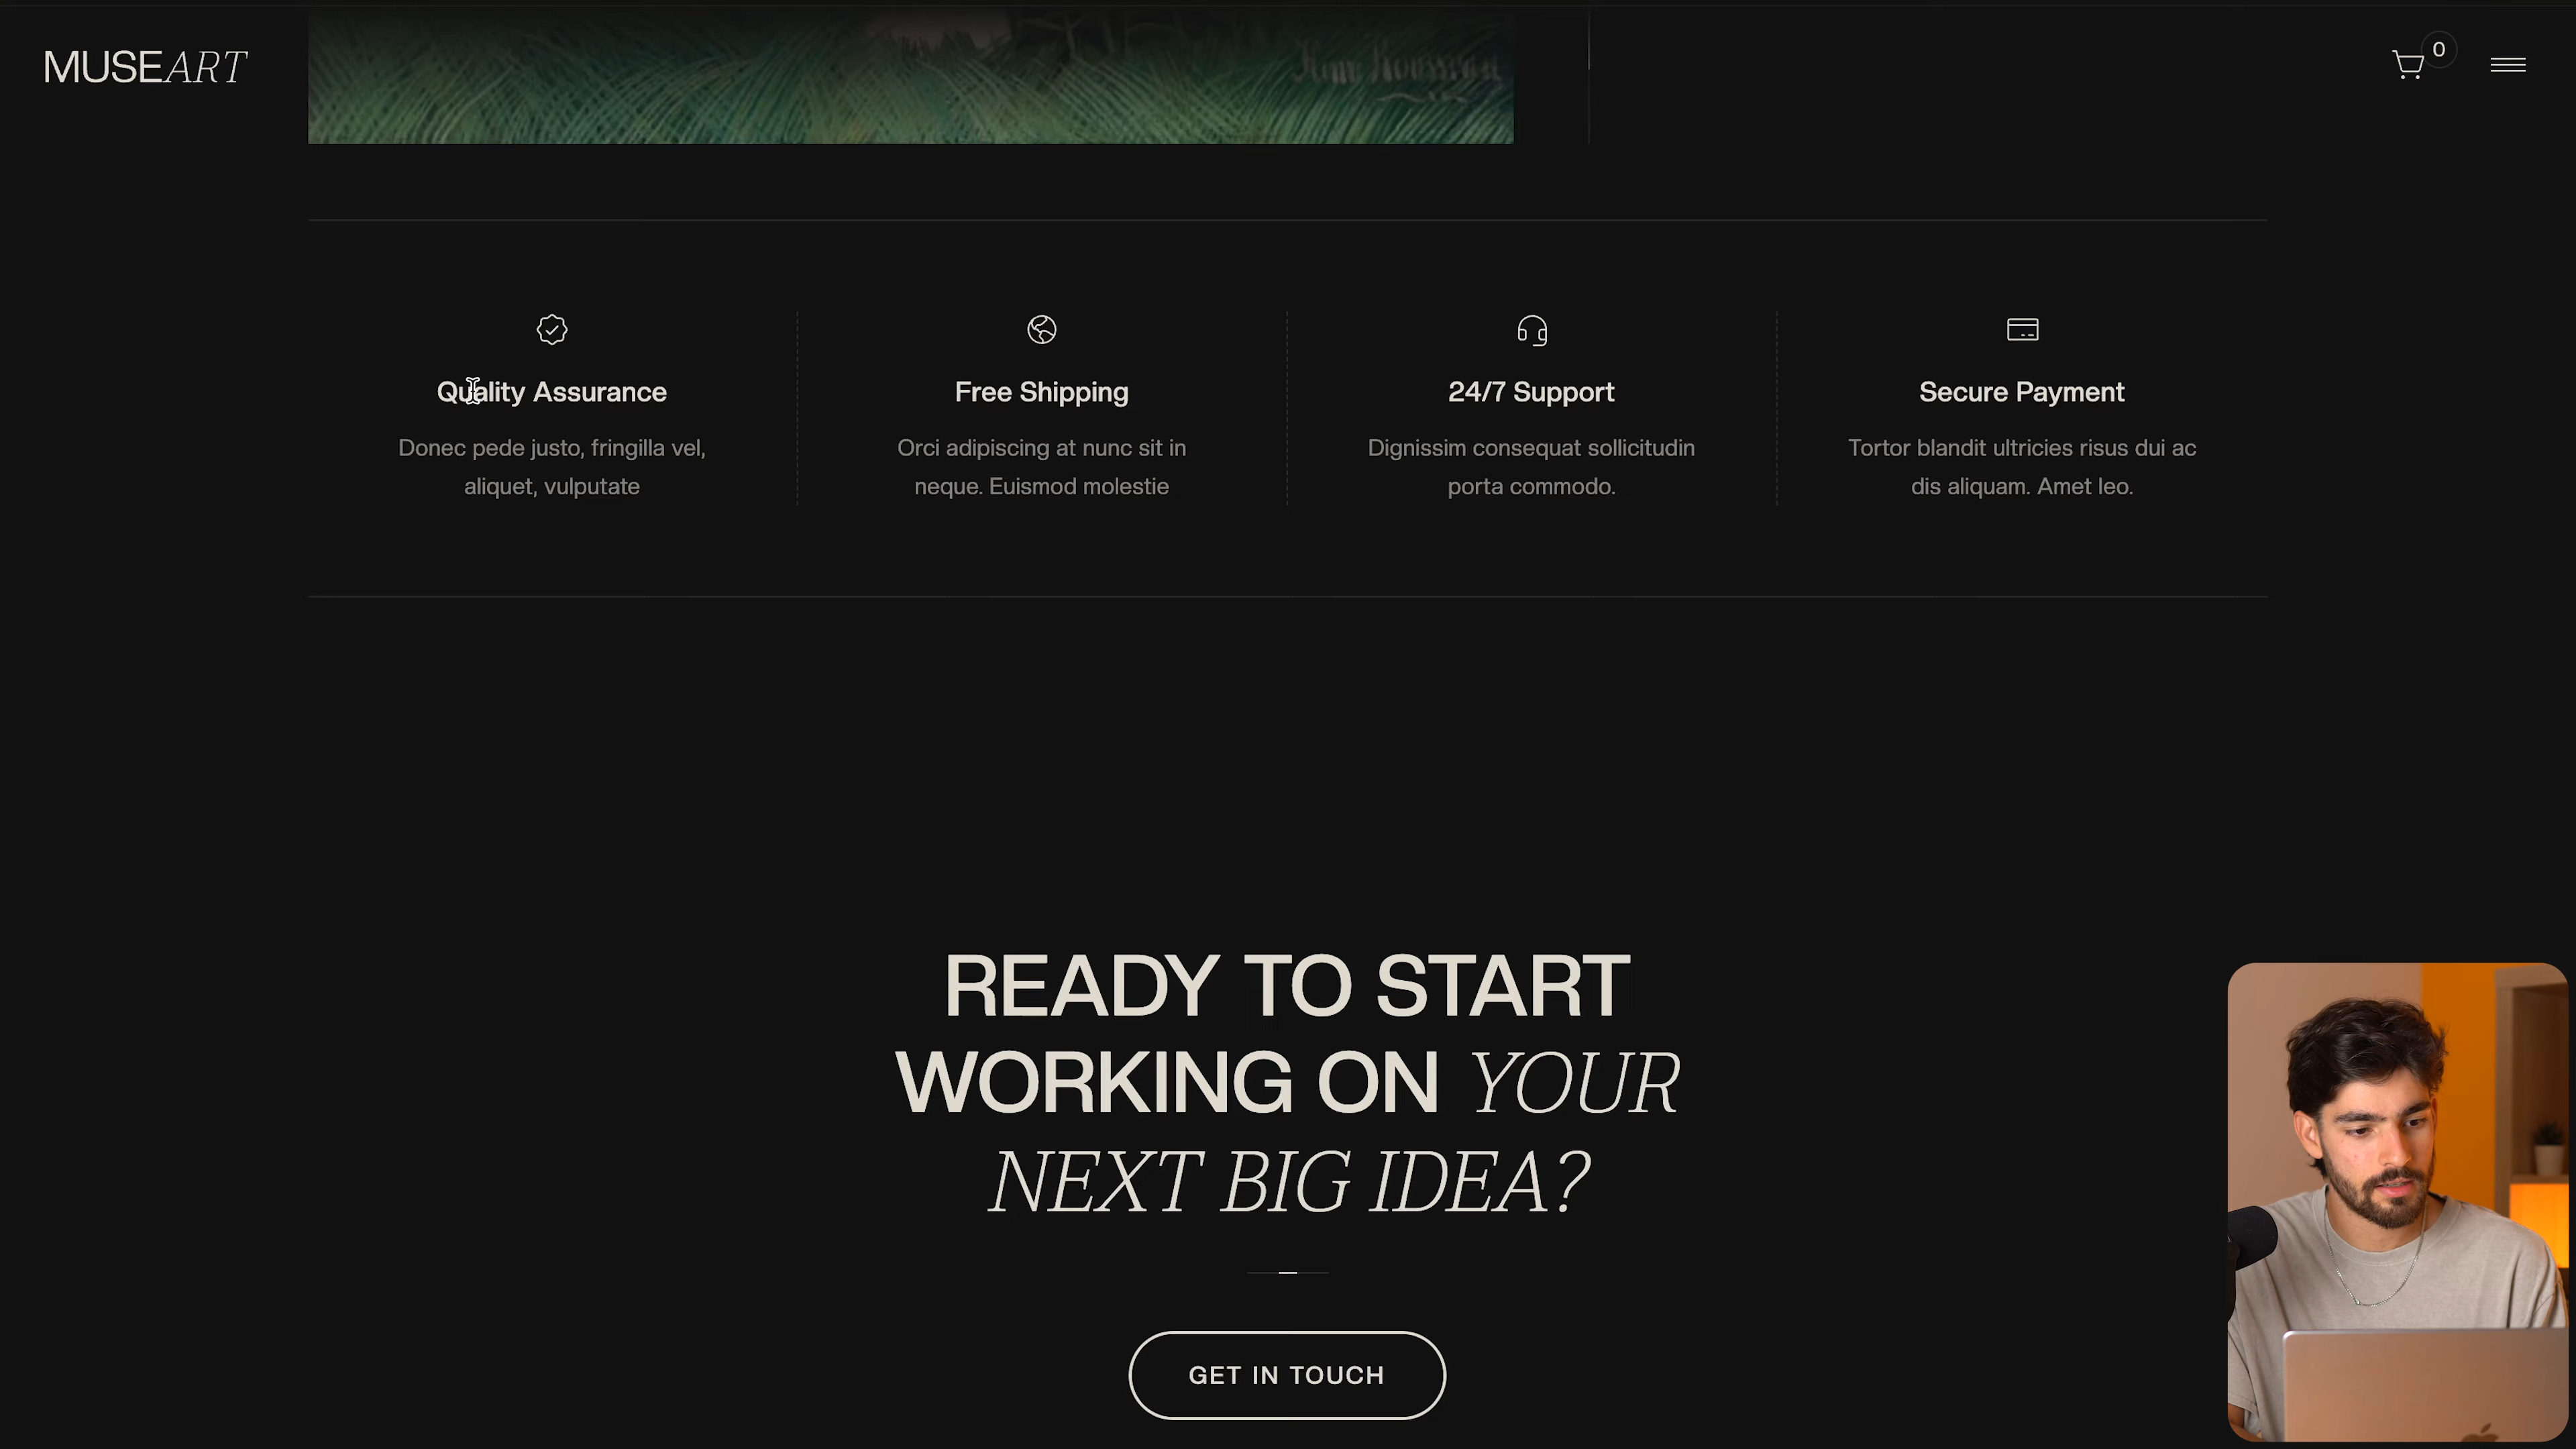 MUSEART
0
Quality Assurance
Donec pede justo, fringilla vel,
aliquet, vulputate
Free Shipping
Orci adipiscing at nunc sit in
neque. Euismod molestie
24/7 Support
Dignissim consequat sollicitudin
porta commodo.
Secure Payment
Tortor blandit ultricies risus dui ac
dis aliquam. Amet leo.
READY TO START
WORKING ON YOUR
NEXT BIG IDEA?
GET IN TOUCH